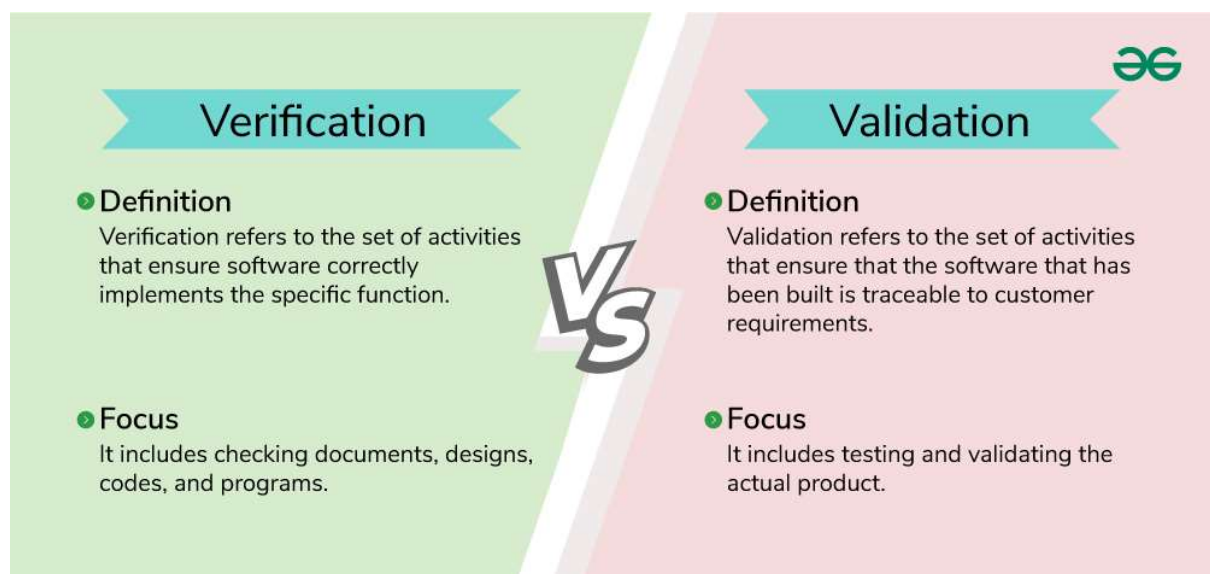 Verification
Definition
Verification refers to the set of activities
that ensure software correctly
implements the specific function.
Focus
It includes checking documents, designs,
codes, and programs.
VS
Validation
Definition
Validation refers to the set of activities
that ensure that the software that has
been built is traceable to customer
requirements.
Focus
It includes testing and validating the
actual product.